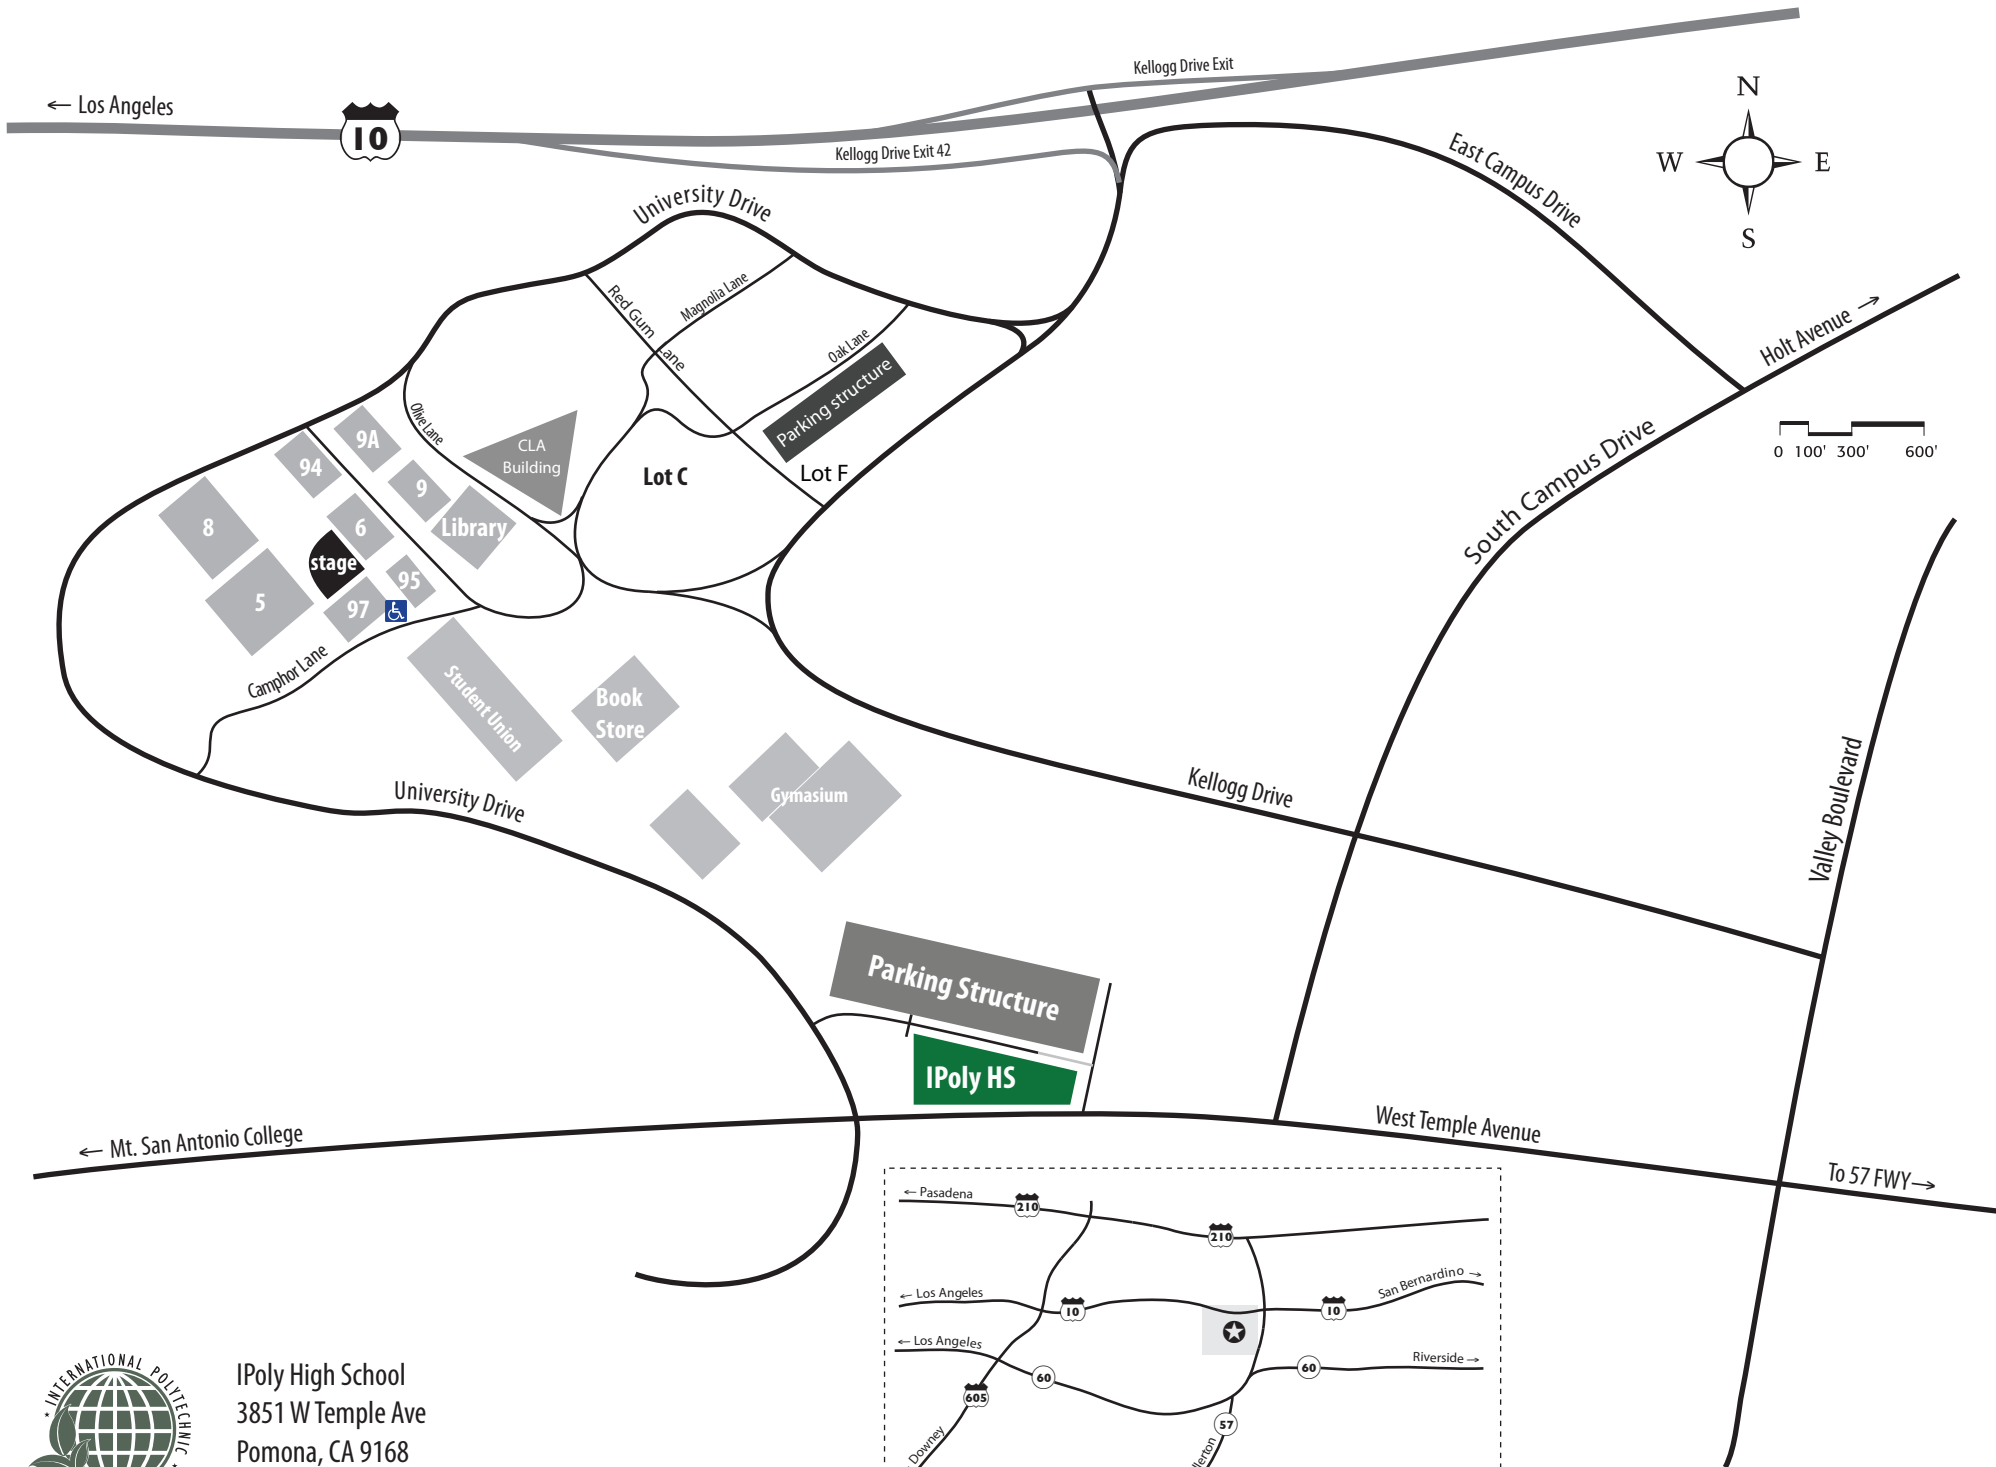 Kellogg Drive Exit
← Los Angeles
10
Kellogg Drive Exit 42
N
W
E
S
East Campus Drive
University Drive
Red Gum Lane
Magnolia Lane
Oak Lane
Parking structure
Holt Avenue →
Olive Lane
CLA
Building
Lot C
Lot F
South Campus Drive
0 100' 300' 600'
9A
94
9
8
6
Library
stage
95
5
97
Camphor Lane
Student Union
Book
Store
Gymasium
University Drive
Kellogg Drive
Valley Boulevard
Parking Structure
IPoly HS
← Mt. San Antonio College
West Temple Avenue
To 57 FWY→
← Pasadena
210
210
← Los Angeles
10
10
San Bernardino →
← Los Angeles
60
60
Riverside →
605
57
Downey
llerton
INTERNATIONAL POLYTECHNIC
IPoly High School
3851 W Temple Ave
Pomona, CA 9168